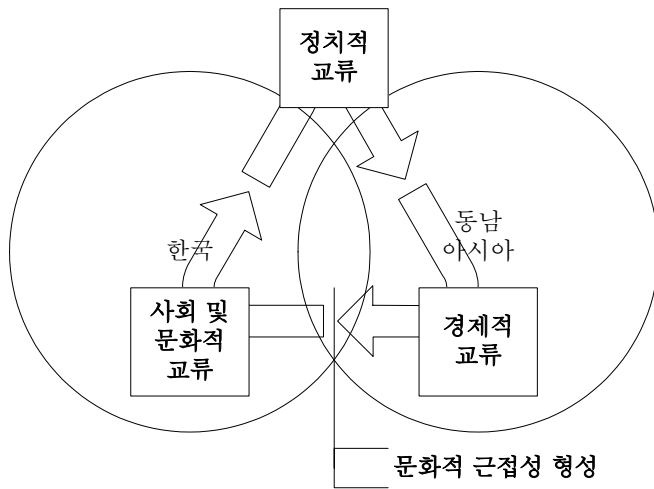 정치적
교류
한국
동남
아시아
사회 및
문화적
교류
경제적
교류
문화적 근접성 형성